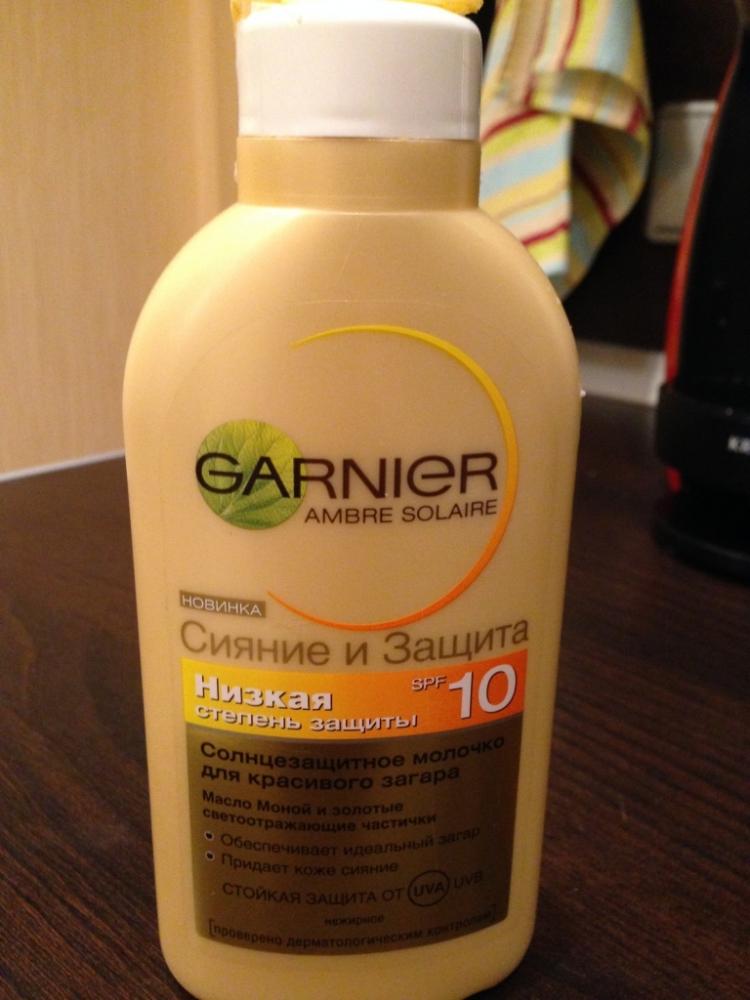 GARNIER
AMBRE SOLAIRE
НОВИНКА
Сияние и Защита
Низкая
степень защиты
SPF 10
Солнцезащитное молочко
для красивого загара
Масло Моной и золотые
светоотражающие частички
• Обеспечивает идеальный загар
• Придает коже сияние
СТОЙКАЯ ЗАЩИТА ОТ UVA UVB
нежирное
[проверено дерматологическим контролем]